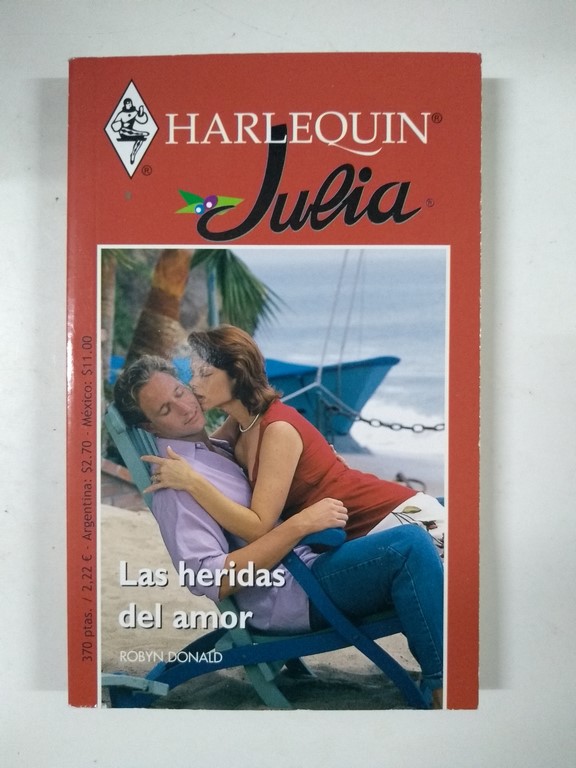 HARLEQUIN®
Julia®
®
370 ptas. / 2,22 € - Argentina: $2.70 - México: $11.00
Las heridas
del amor
ROBYN DONALD